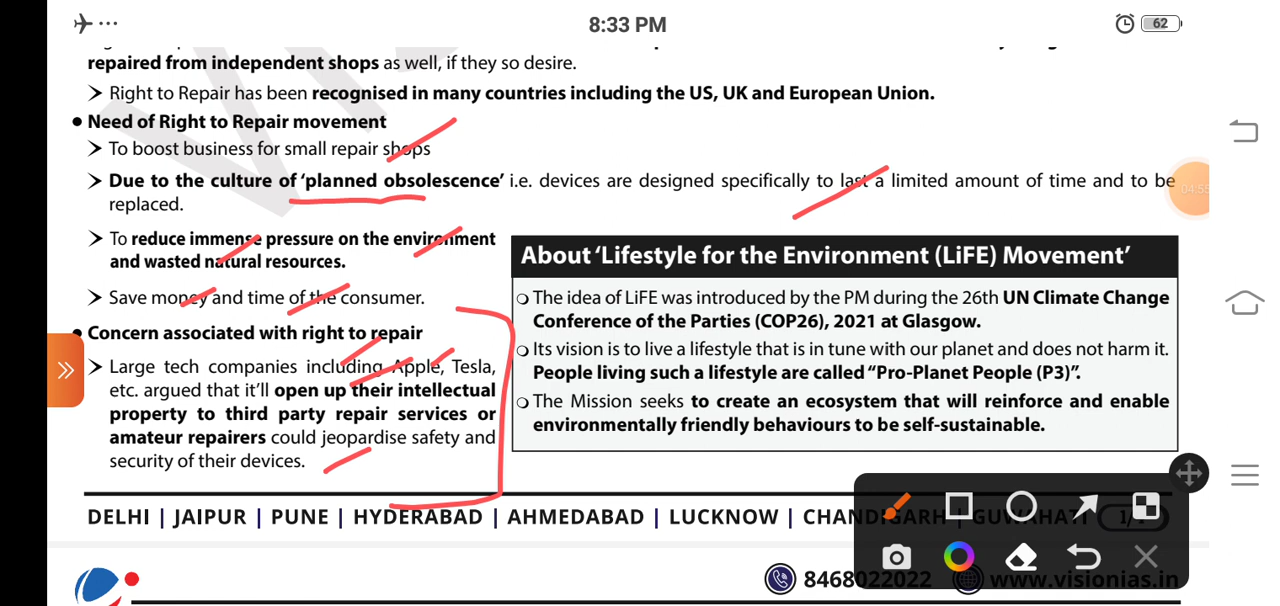 8:33 PM
62
repaired from independent shops as well, if they so desire.
➤ Right to Repair has been recognised in many countries including the US, UK and European Union.
● Need of Right to Repair movement
➤ To boost business for small repair shops
➤ Due to the culture of ‘planned obsolescence’ i.e. devices are designed specifically to last a limited amount of time and to be
replaced.
04:55
➤ To reduce immense pressure on the environment
and wasted natural resources.
➤ Save money and time of the consumer.
● Concern associated with right to repair
➤ Large tech companies including Apple, Tesla,
etc. argued that it’ll open up their intellectual
property to third party repair services or
amateur repairers could jeopardise safety and
security of their devices.
About ‘Lifestyle for the Environment (LiFE) Movement’
○ The idea of LiFE was introduced by the PM during the 26th UN Climate Change
Conference of the Parties (COP26), 2021 at Glasgow.
○ Its vision is to live a lifestyle that is in tune with our planet and does not harm it.
People living such a lifestyle are called “Pro-Planet People (P3)”.
○ The Mission seeks to create an ecosystem that will reinforce and enable
environmentally friendly behaviours to be self-sustainable.
DELHI | JAIPUR | PUNE | HYDERABAD | AHMEDABAD | LUCKNOW | CHANDIGARH | GUWAHATI
8468022022 www.visionias.in